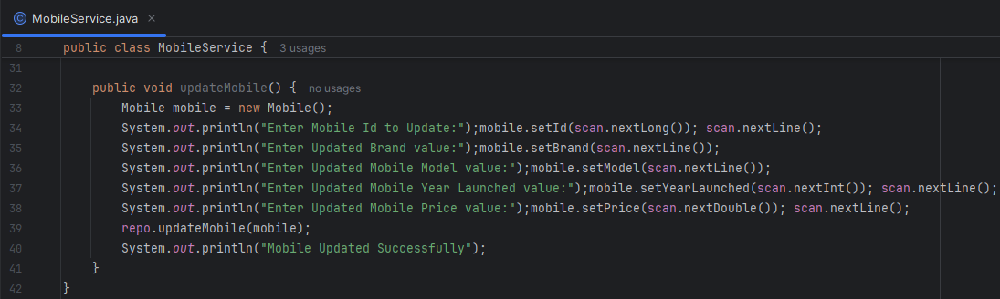 MobileService.java
8 public class MobileService { 3 usages
31
32 public void updateMobile() { no usages
33 Mobile mobile = new Mobile();
34 System.out.println("Enter Mobile Id to Update:");mobile.setId(scan.nextLong()); scan.nextLine();
35 System.out.println("Enter Updated Brand value:");mobile.setBrand(scan.nextLine());
36 System.out.println("Enter Updated Mobile Model value:");mobile.setModel(scan.nextLine());
37 System.out.println("Enter Updated Mobile Year Launched value:");mobile.setYearLaunched(scan.nextInt()); scan.nextLine();
38 System.out.println("Enter Updated Mobile Price value:");mobile.setPrice(scan.nextDouble()); scan.nextLine();
39 repo.updateMobile(mobile);
40 System.out.println("Mobile Updated Successfully");
41 }
42 }